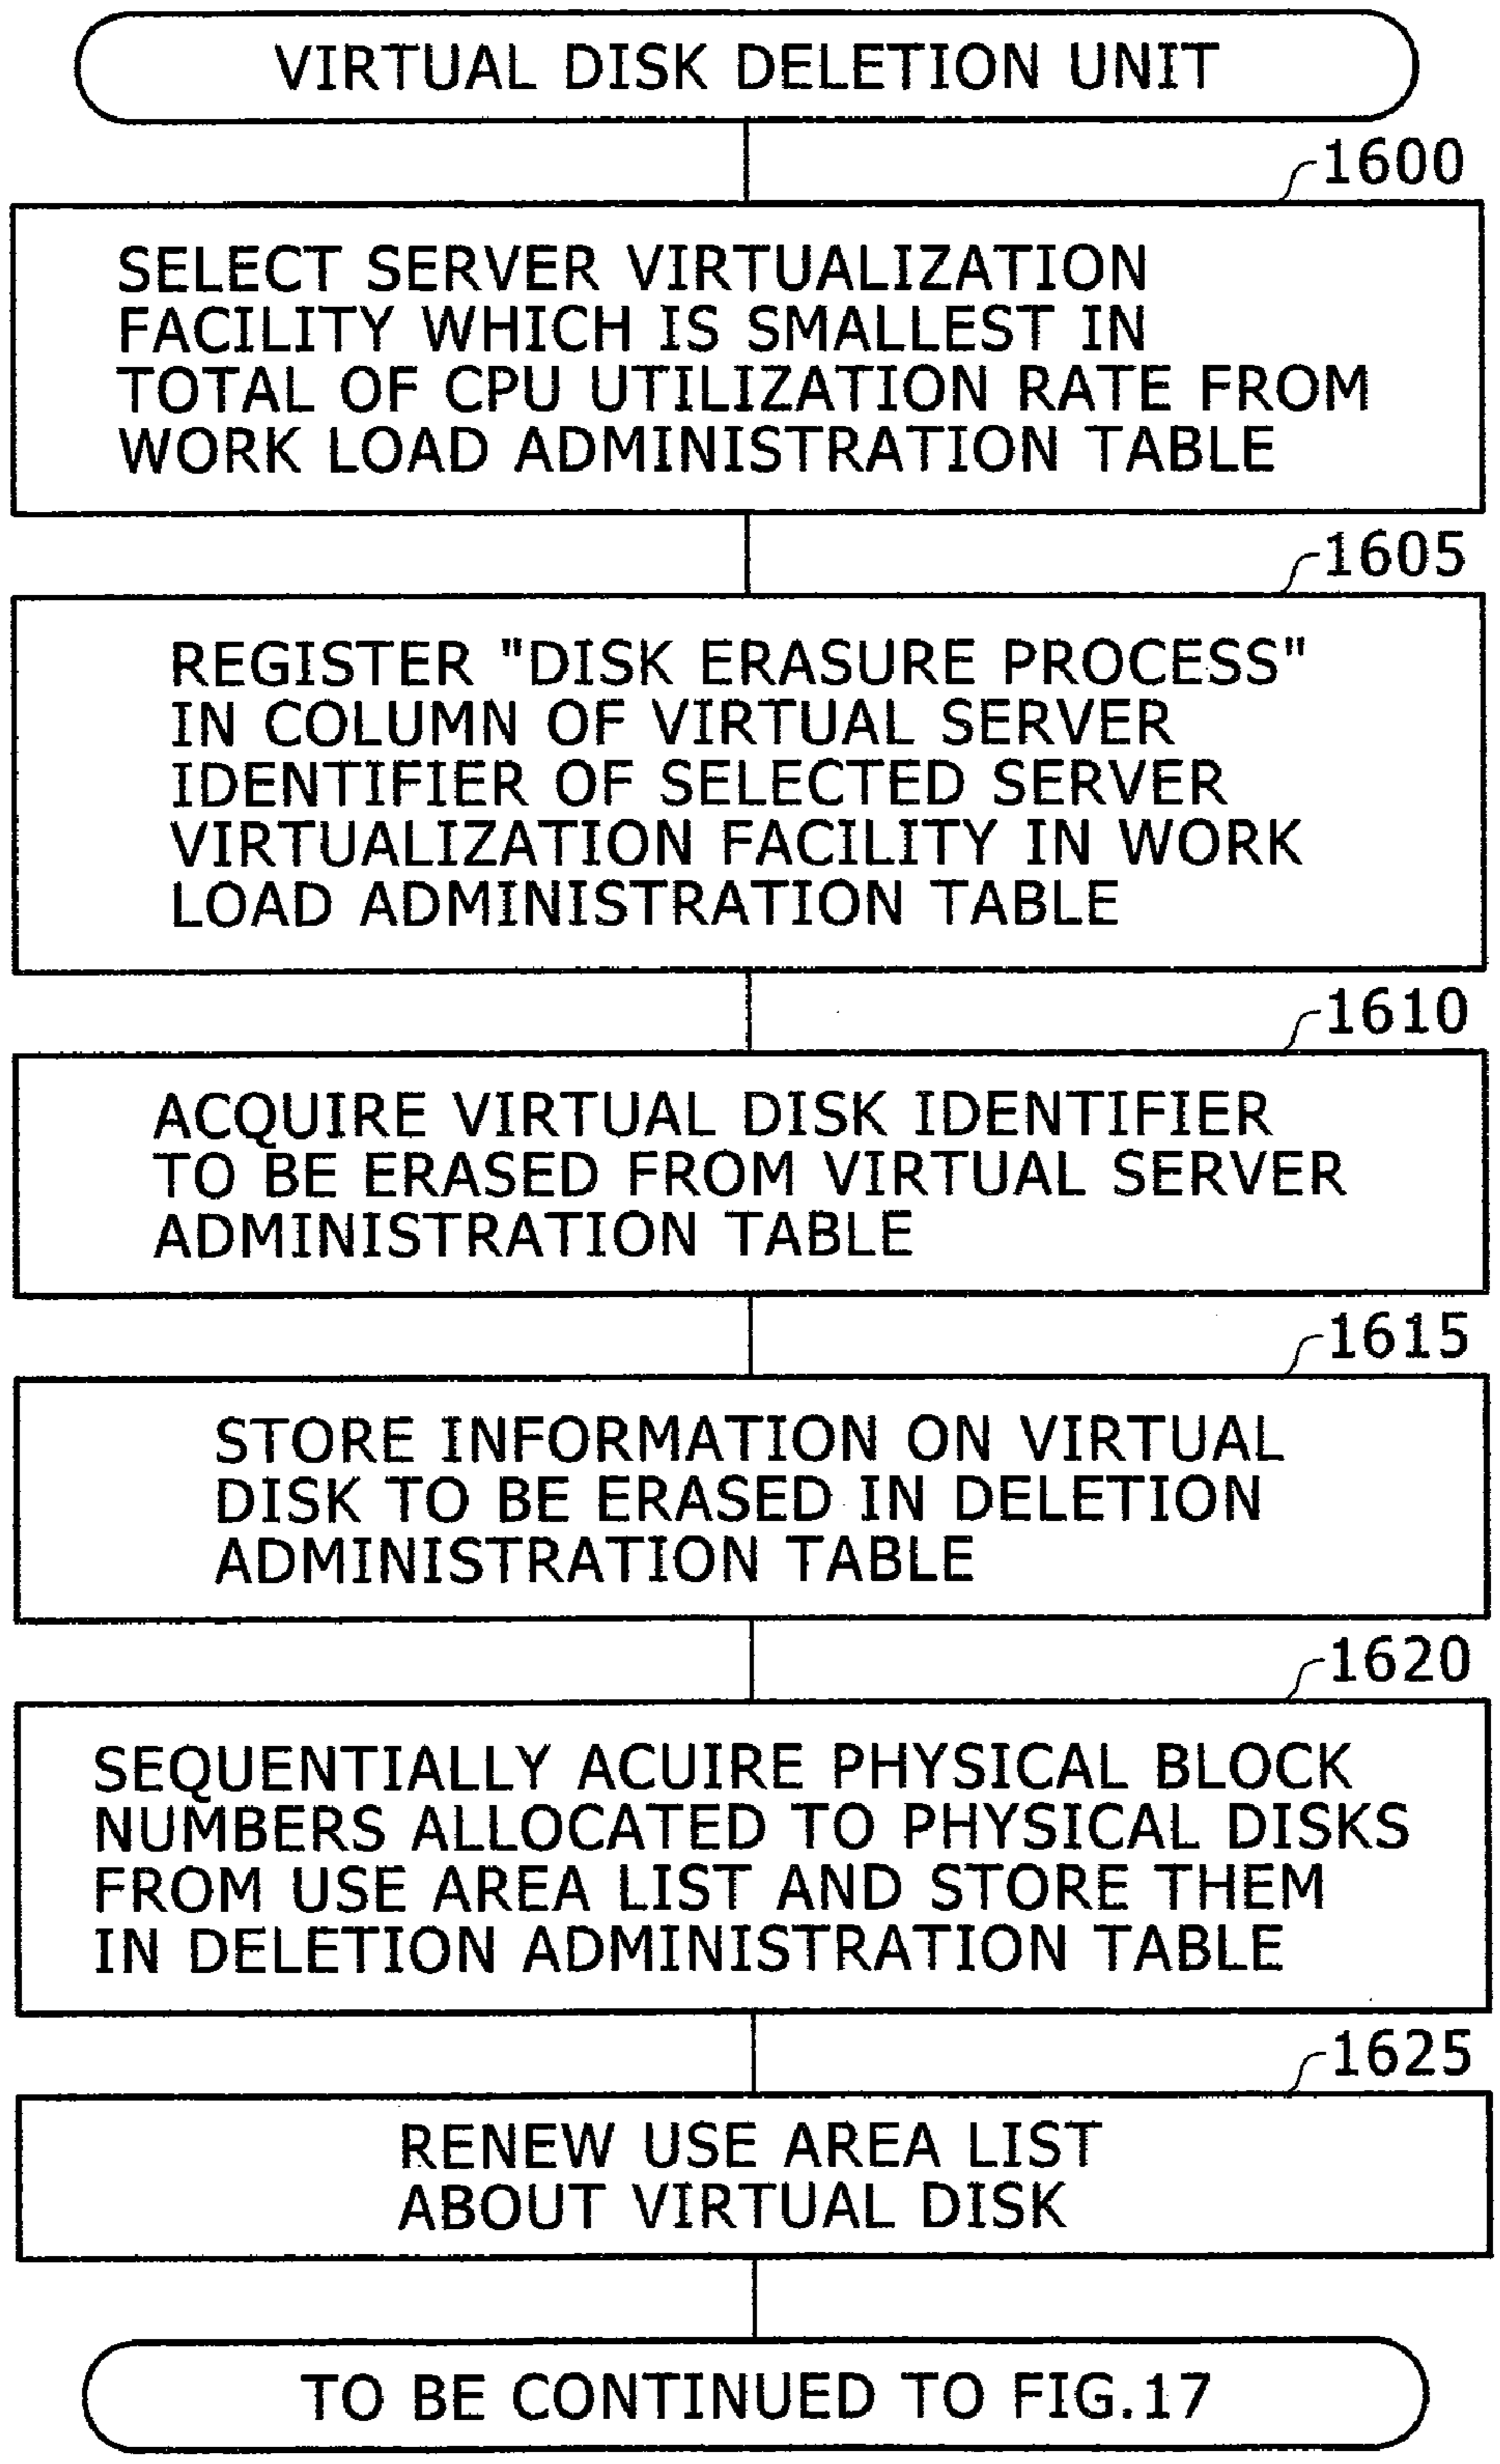 VIRTUAL DISK DELETION UNIT
1600
SELECT SERVER VIRTUALIZATION
FACILITY WHICH IS SMALLEST IN
TOTAL OF CPU UTILIZATION RATE FROM
WORK LOAD ADMINISTRATION TABLE
1605
REGISTER "DISK ERASURE PROCESS"
IN COLUMN OF VIRTUAL SERVER
IDENTIFIER OF SELECTED SERVER
VIRTUALIZATION FACILITY IN WORK
LOAD ADMINISTRATION TABLE
1610
ACQUIRE VIRTUAL DISK IDENTIFIER
TO BE ERASED FROM VIRTUAL SERVER
ADMINISTRATION TABLE
1615
STORE INFORMATION ON VIRTUAL
DISK TO BE ERASED IN DELETION
ADMINISTRATION TABLE
1620
SEQUENTIALLY ACUIRE PHYSICAL BLOCK
NUMBERS ALLOCATED TO PHYSICAL DISKS
FROM USE AREA LIST AND STORE THEM
IN DELETION ADMINISTRATION TABLE
1625
RENEW USE AREA LIST
ABOUT VIRTUAL DISK
TO BE CONTINUED TO FIG.17